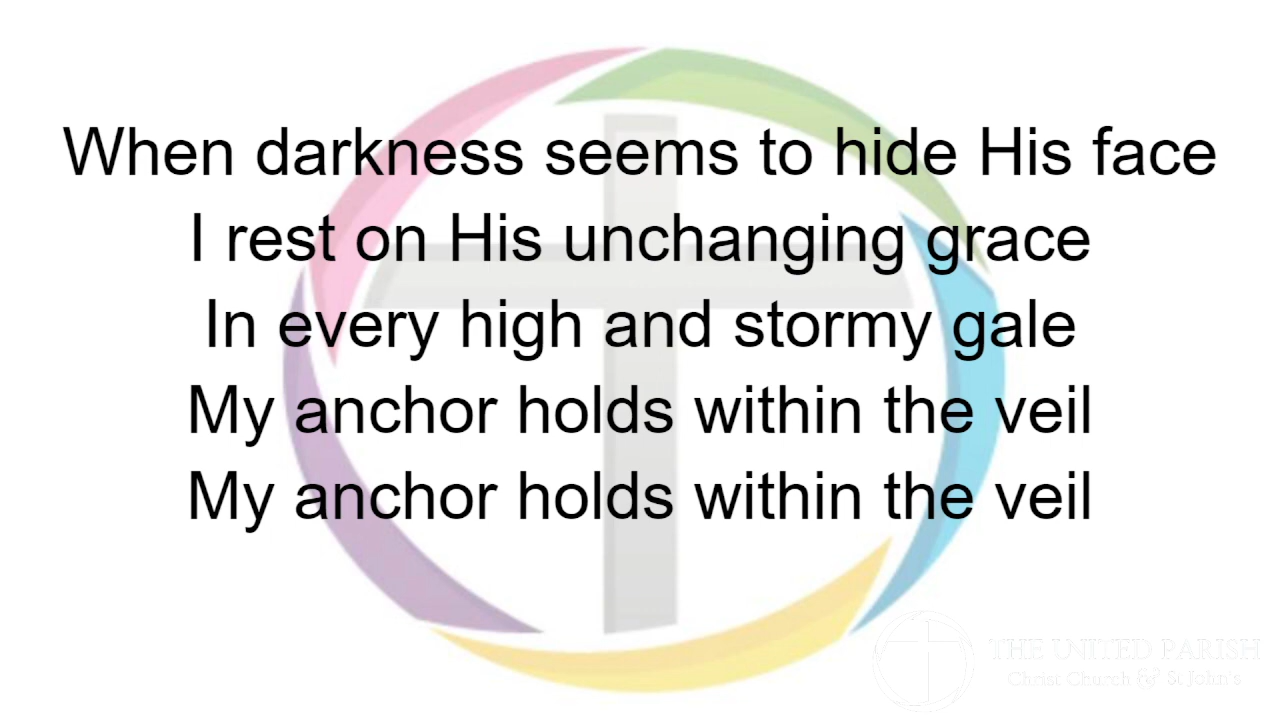 When darkness seems to hide His face
I rest on His unchanging grace
In every high and stormy gale
My anchor holds within the veil
My anchor holds within the veil
THE UNITED PARISH
Christ Church & St John's